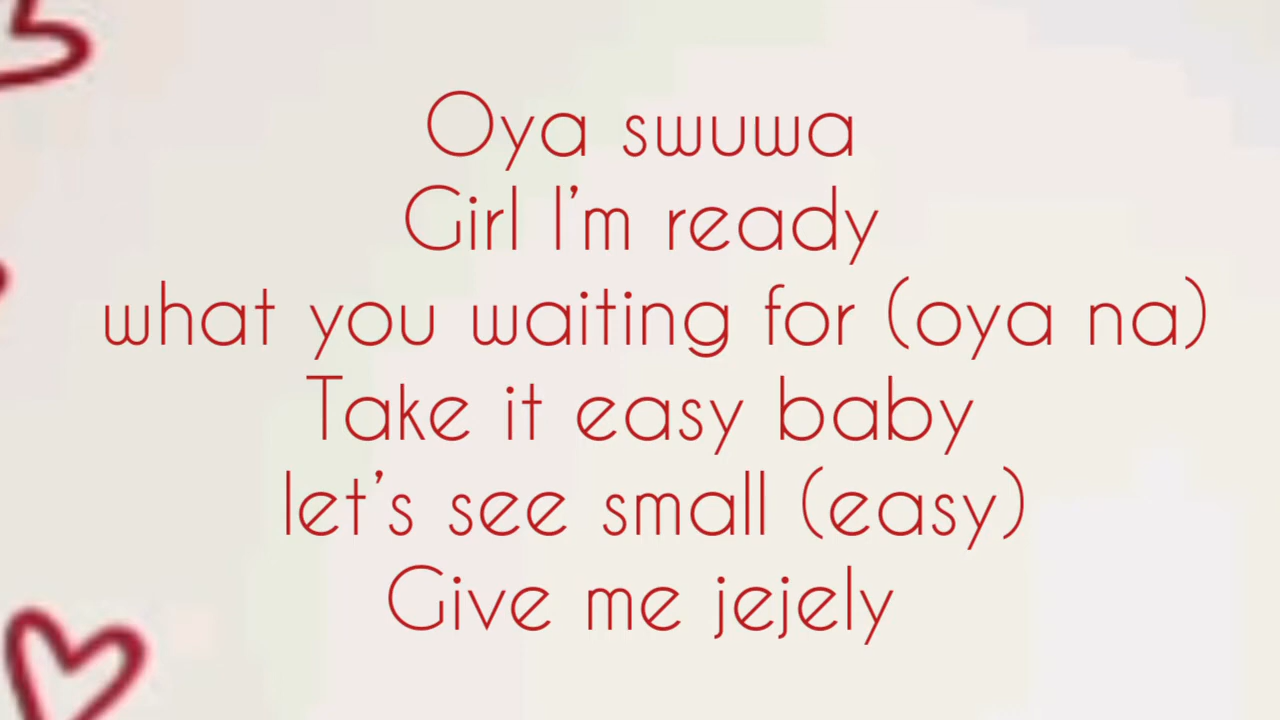 Oya swuwa
Girl I'm ready
what you waiting for (oya na)
Take it easy baby
let's see small (easy)
Give me jejely